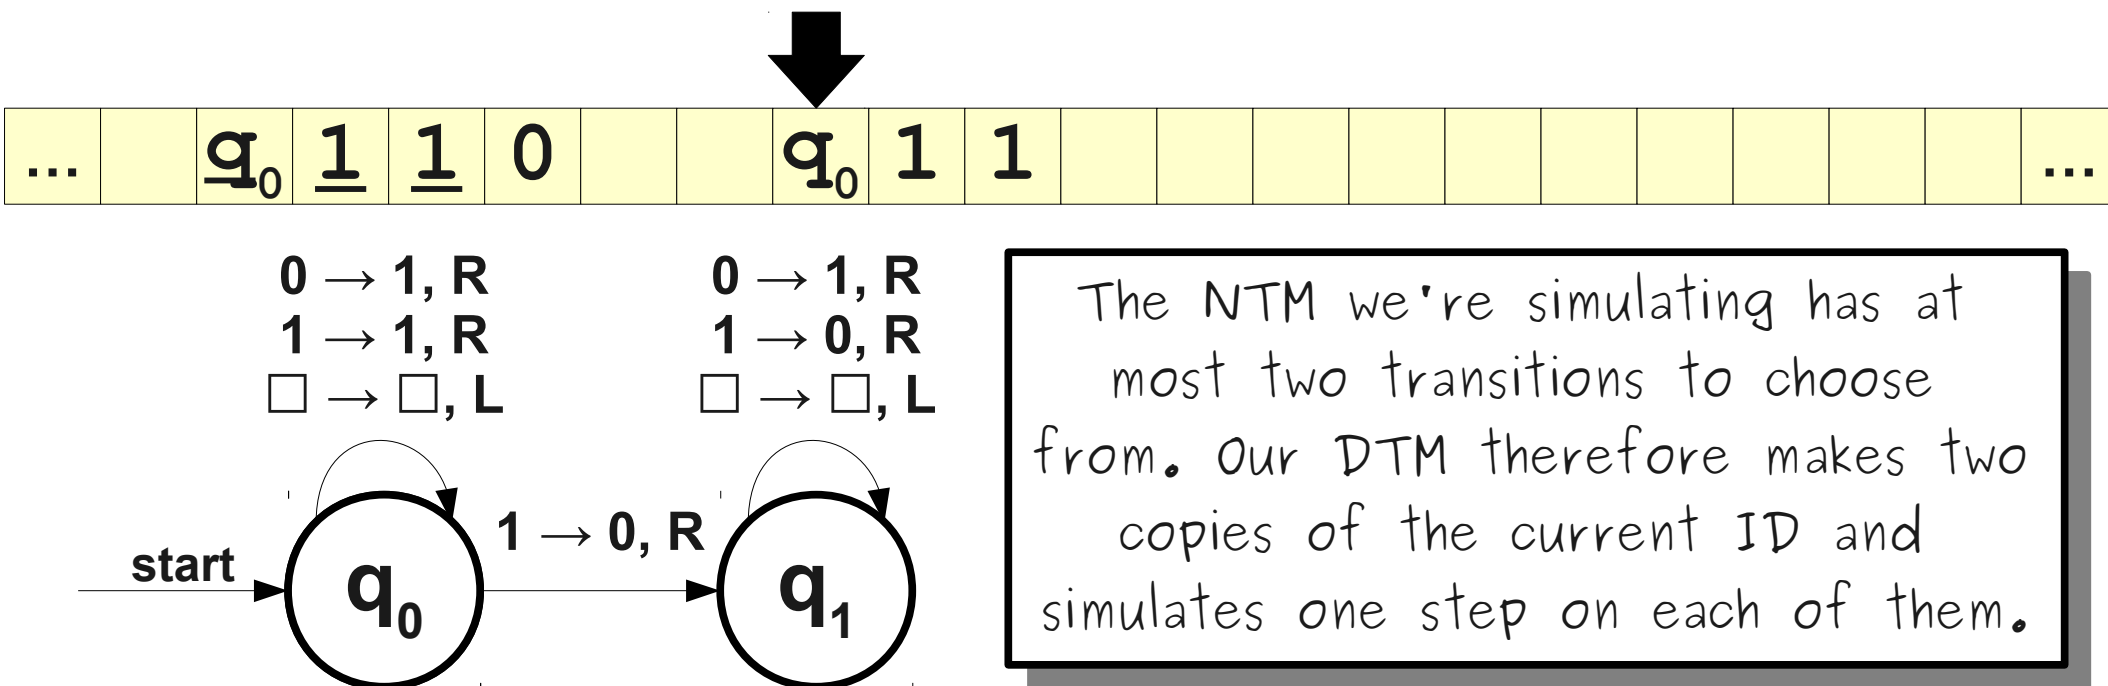 ... q₀ 1 1 0 q₀ 1 1 ...
0 → 1, R
1 → 1, R
□ → □, L
0 → 1, R
1 → 0, R
□ → □, L
start
q₀
1 → 0, R
q₁
The NTM we're simulating has at
most two transitions to choose
from. Our DTM therefore makes two
copies of the current ID and
simulates one step on each of them.